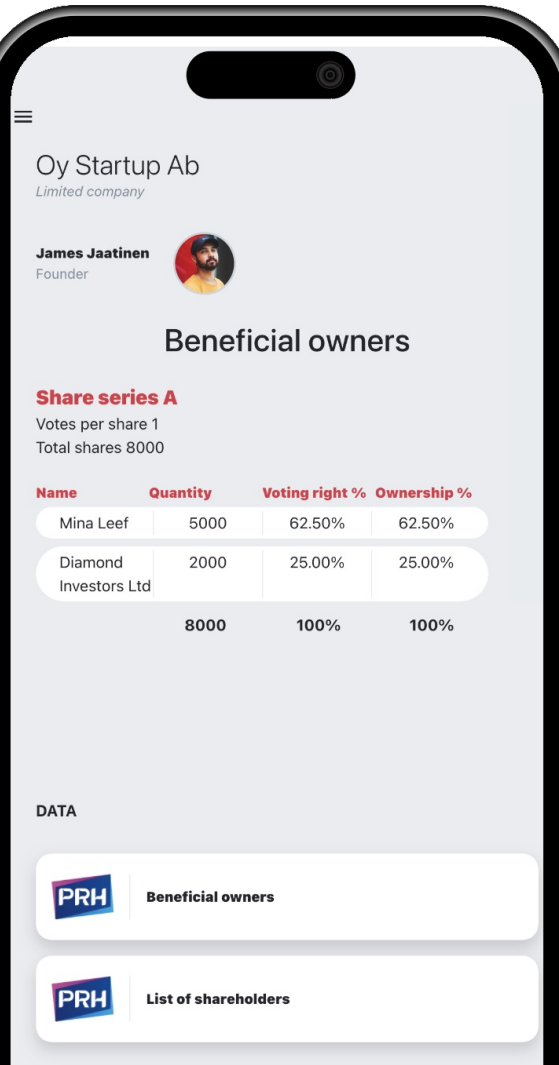 Oy Startup Ab
Limited company
James Jaatinen
Founder
Beneficial owners
Share series A
Votes per share 1
Total shares 8000
Name Quantity Voting right % Ownership %
Mina Leef 5000 62.50% 62.50%
Diamond 2000 25.00% 25.00%
Investors Ltd
8000 100% 100%
DATA
PRH Beneficial owners
PRH List of shareholders